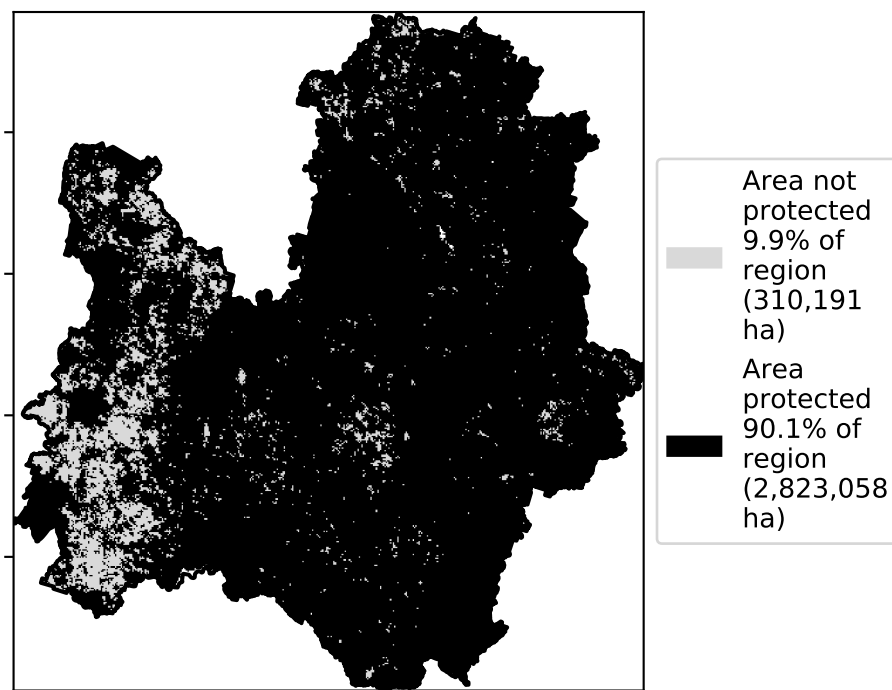 Area not
protected
9.9% of
region
(310,191
ha)
Area
protected
90.1% of
region
(2,823,058
ha)